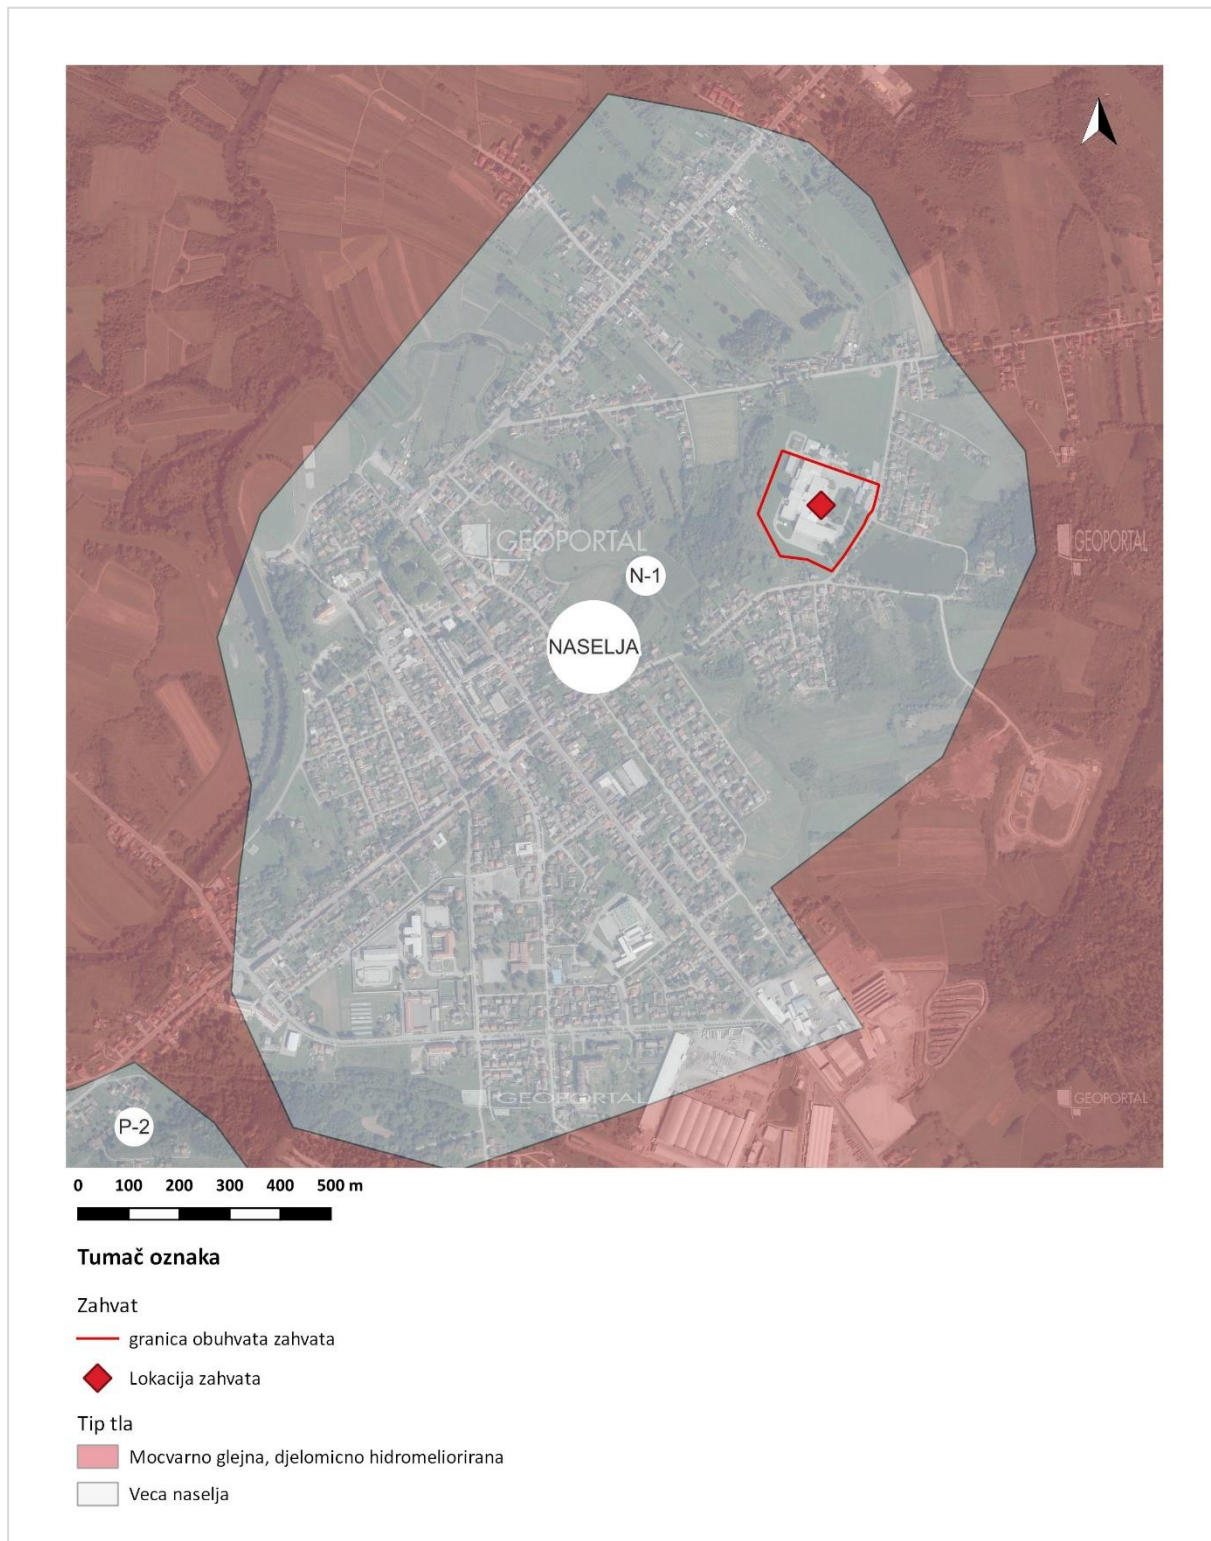 GEOPORTAL
GEOPORTAL
N-1
NASELJA
GEOPORTAL
GEOPORTAL
P-2
0 100 200 300 400 500 m
Tumač oznaka
Zahvat
granica obuhvata zahvata
Lokacija zahvata
Tip tla
Mocvarno glejna, djelomicno hidromeliorirana
Veca naselja